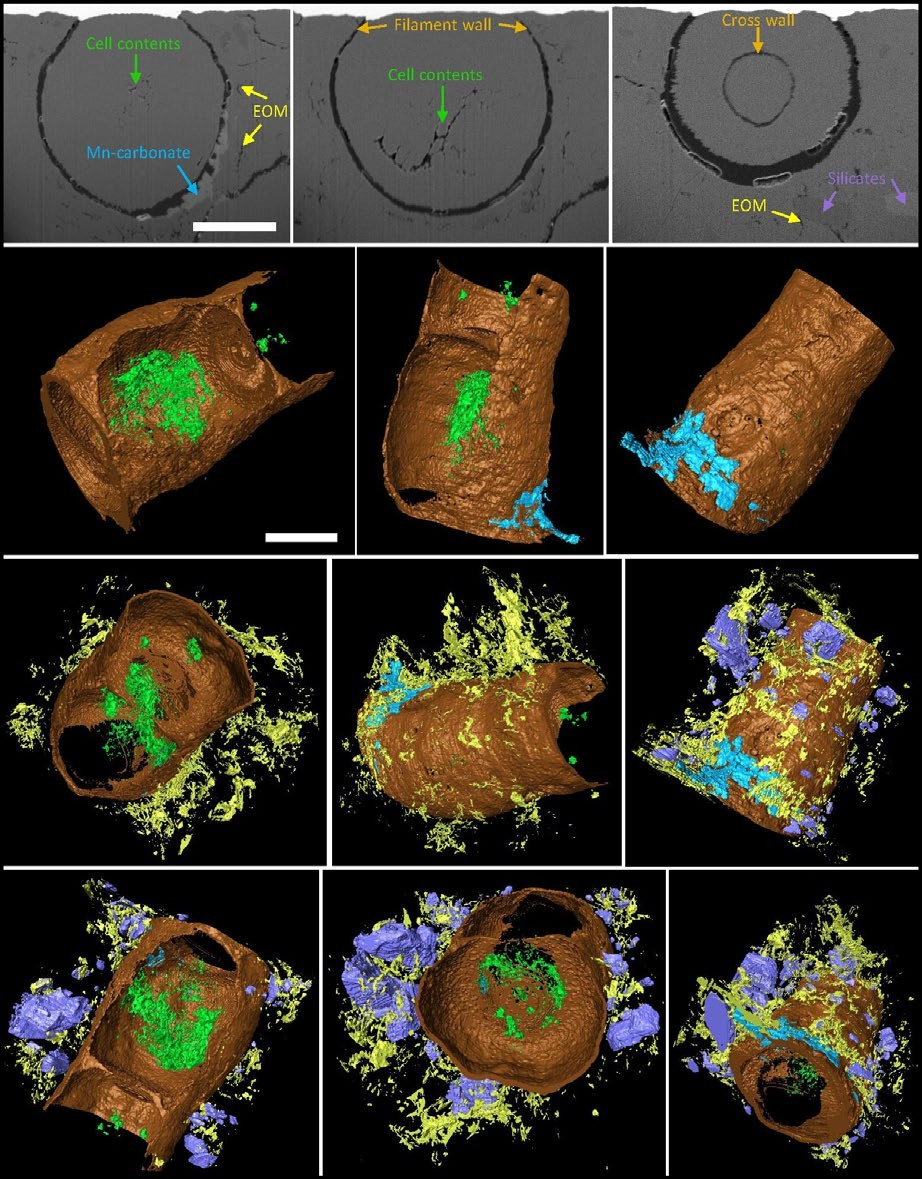 Cell contents
EOM
Mn-carbonate
Filament wall
Cell contents
Cross wall
Silicates
EOM